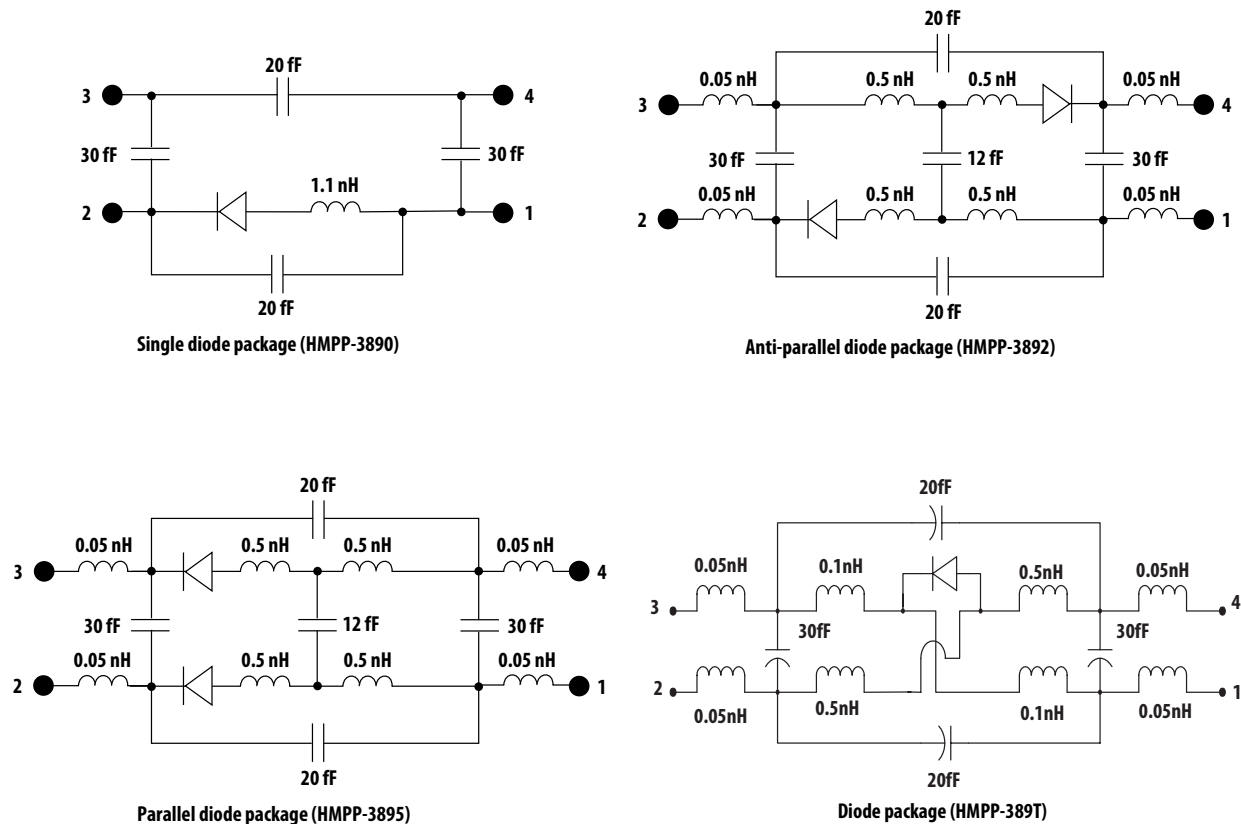 20 fF
3
4
30 fF
30 fF
1.1 nH
2
1
20 fF
Single diode package (HMPP-3890)
20 fF
0.05 nH
0.5 nH
0.5 nH
0.05 nH
3
4
30 fF
12 fF
30 fF
0.05 nH
0.5 nH
0.5 nH
0.05 nH
2
1
20 fF
Anti-parallel diode package (HMPP-3892)
20 fF
0.05 nH
0.5 nH
0.5 nH
0.05 nH
3
4
30 fF
12 fF
30 fF
0.05 nH
0.5 nH
0.5 nH
0.05 nH
2
1
20 fF
Parallel diode package (HMPP-3895)
20fF
0.05nH
0.1nH
0.5nH
0.05nH
3
4
30fF
30fF
2
1
0.05nH
0.5nH
0.1nH
0.05nH
20fF
Diode package (HMPP-389T)